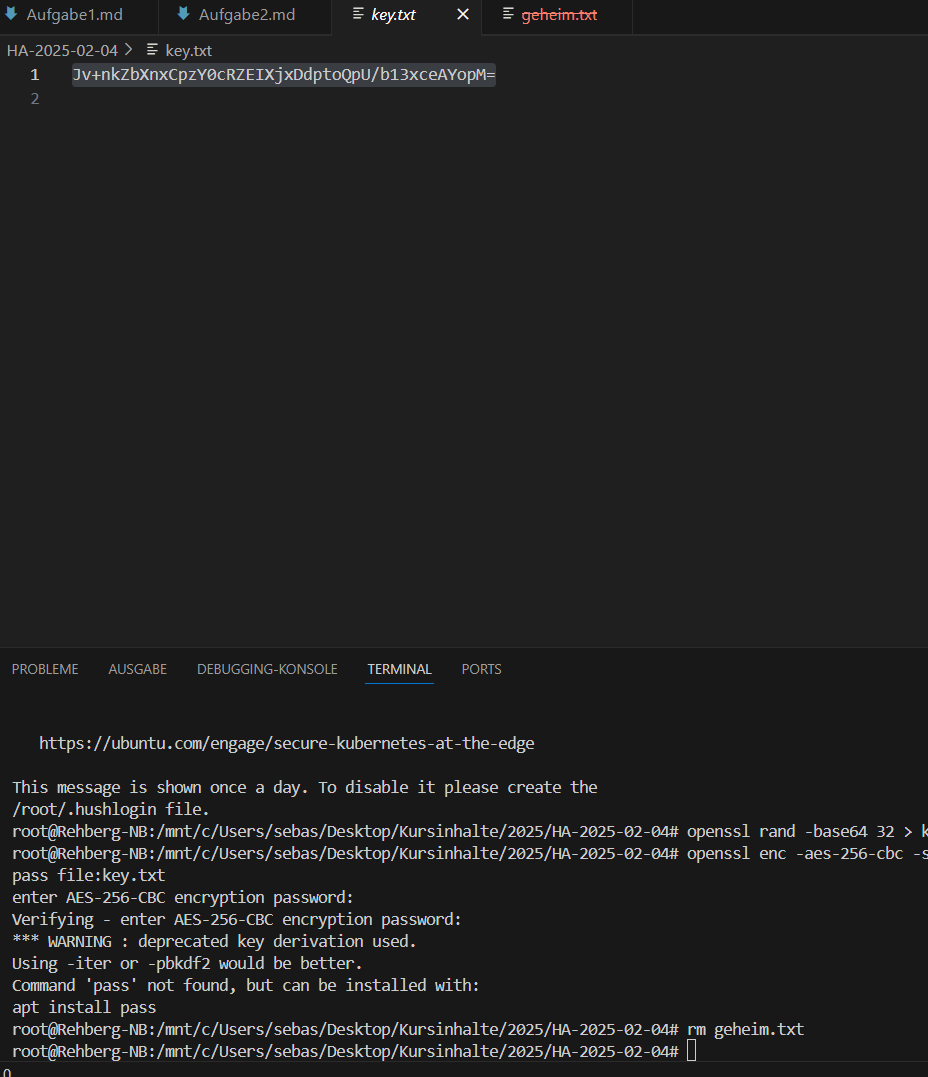 Aufgabe1.md
Aufgabe2.md
key.txt
geheim.txt
HA-2025-02-04 > key.txt
1 Jv+nkZbXnxCpzY0cRZEIXjxDdptoQpU/b13xceAYopM=
2
PROBLEME AUSGABE DEBUGGING-KONSOLE TERMINAL PORTS
https://ubuntu.com/engage/secure-kubernetes-at-the-edge
This message is shown once a day. To disable it please create the
/root/.hushlogin file.
root@Rehberg-NB:/mnt/c/Users/sebas/Desktop/Kursinhalte/2025/HA-2025-02-04# openssl rand -base64 32 > k
root@Rehberg-NB:/mnt/c/Users/sebas/Desktop/Kursinhalte/2025/HA-2025-02-04# openssl enc -aes-256-cbc -s
pass file:key.txt
enter AES-256-CBC encryption password:
Verifying - enter AES-256-CBC encryption password:
*** WARNING : deprecated key derivation used.
Using -iter or -pbkdf2 would be better.
Command 'pass' not found, but can be installed with:
apt install pass
root@Rehberg-NB:/mnt/c/Users/sebas/Desktop/Kursinhalte/2025/HA-2025-02-04# rm geheim.txt
root@Rehberg-NB:/mnt/c/Users/sebas/Desktop/Kursinhalte/2025/HA-2025-02-04#